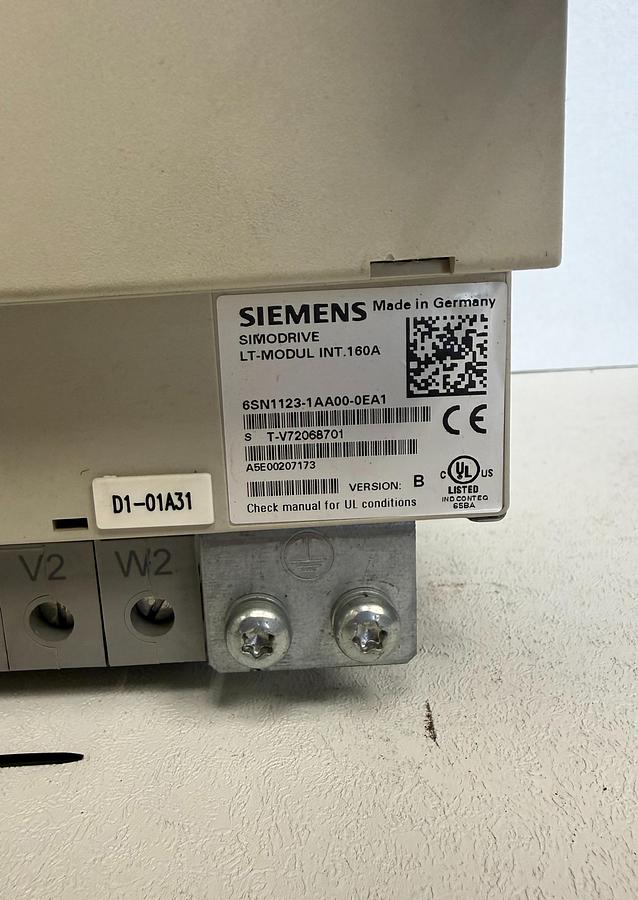 SIEMENS Made in Germany
SIMODRIVE
LT-MODUL INT.160A
6SN1123-1AA00-0EA1
S T-V72068701
A5E00207173
VERSION: B
Check manual for UL conditions
CE
C UL US
LISTED
IND CONT EQ
65BA
D1-01A31
V2 W2